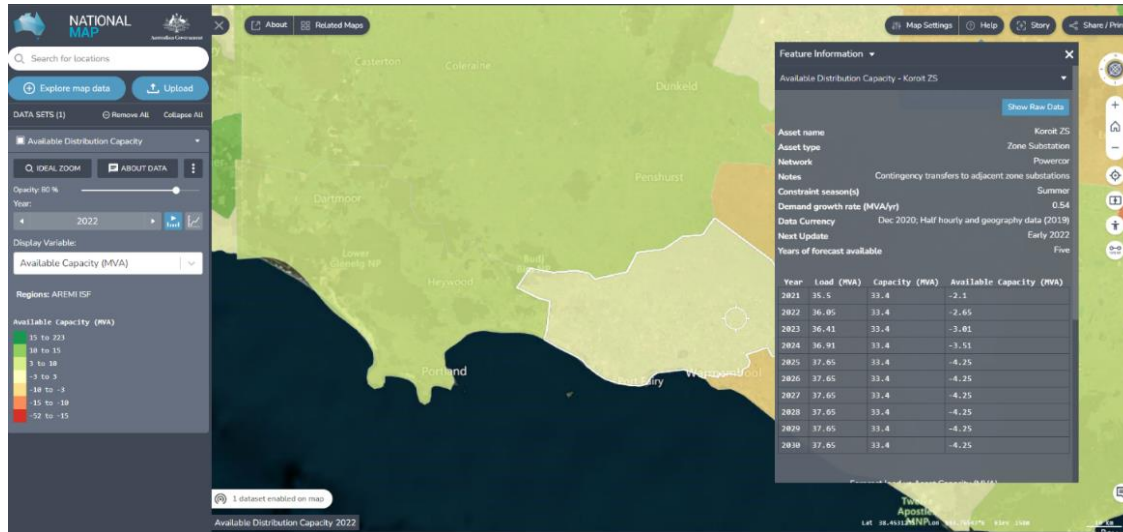 NATIONAL
MAP
Australian Government
Search for locations
Explore map data
Upload
DATA SETS (1)
Remove All
Collapse All
Available Distribution Capacity
IDEAL ZOOM
ABOUT DATA
Opacity: 80 %
Year:
2022
Display Variable:
Available Capacity (MVA)
Regions: AREMI ISF
Available Capacity (MVA)
15 to 223
10 to 15
3 to 10
-3 to 3
-10 to -3
-15 to -10
-52 to -15
About
Related Maps
Map Settings
Help
Story
Share / Print
Casterton
Coleraine
Dunkeld
Penshurst
Dartmoor
Lower
Glenelg NP
Heywood
Budj
Portland
Port Fairy
1 dataset enabled on map
Available Distribution Capacity 2022
Feature Information
Available Distribution Capacity - Koroit ZS
Show Raw Data
Asset name Koroit ZS
Asset type Zone Substation
Network Powercor
Notes Contingency transfers to adjacent zone substations
Constraint season(s) Summer
Demand growth rate (MVA/yr) 0.54
Data Currency Dec 2020; Half hourly and geography data (2019)
Next Update Early 2022
Years of forecast available Five
Year Load (MVA) Capacity (MVA) Available Capacity (MVA)
2021 35.5 33.4 -2.1
2022 36.05 33.4 -2.65
2023 36.41 33.4 -3.01
2024 36.91 33.4 -3.51
2025 37.65 33.4 -4.25
2026 37.65 33.4 -4.25
2027 37.65 33.4 -4.25
2028 37.65 33.4 -4.25
2029 37.65 33.4 -4.25
2030 37.65 33.4 -4.25
Apostle